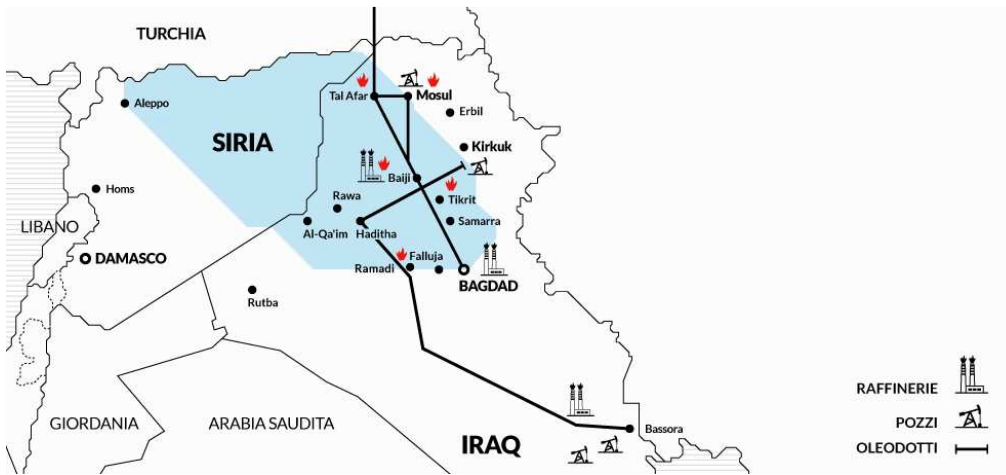 TURCHIA
Tal Afar
Mosul
Aleppo
Erbil
SIRIA
Kirkuk
Baiji
Rawa
Tikrit
Homs
LIBANO
Al-Qa'im
Haditha
Samarra
DAMASCO
Falluja
Ramadi
BAGDAD
Rutba
RAFFINERIE
GIORDANIA
ARABIA SAUDITA
POZZI
Bassora
IRAQ
OLEODOTTI